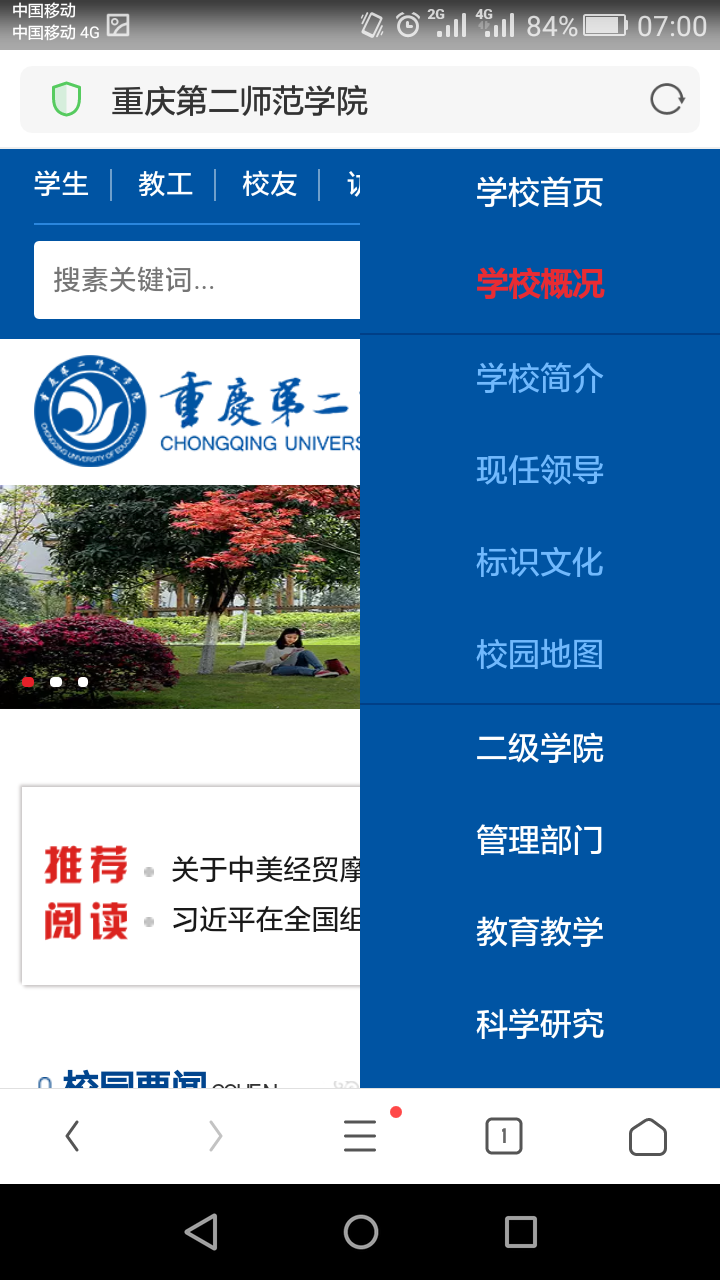 中国移动
中国移动 4G
2G
4G
84%
07:00
重庆第二师范学院
学生
教工
校友
搜素关键词...
重庆第二
CHONGQING UNIVERS
推荐
阅读
关于中美经贸摩
习近平在全国组
校园要闻
学校首页
学校概况
学校简介
现任领导
标识文化
校园地图
二级学院
管理部门
教育教学
科学研究
1